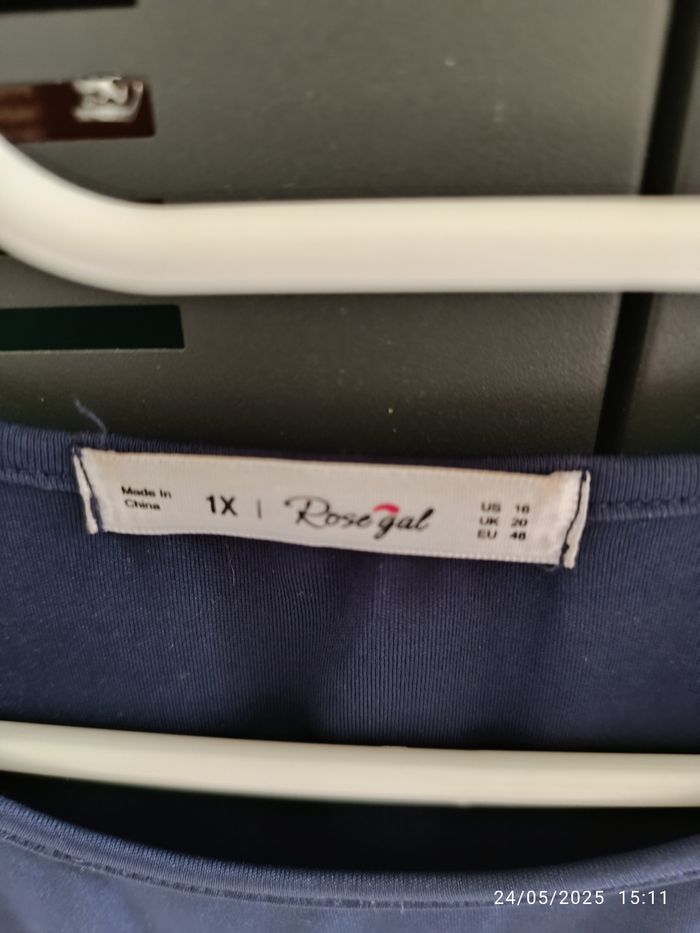 Made in
China
1X | Rosegal
US 16
UK 20
EU 48
24/05/2025 15:11